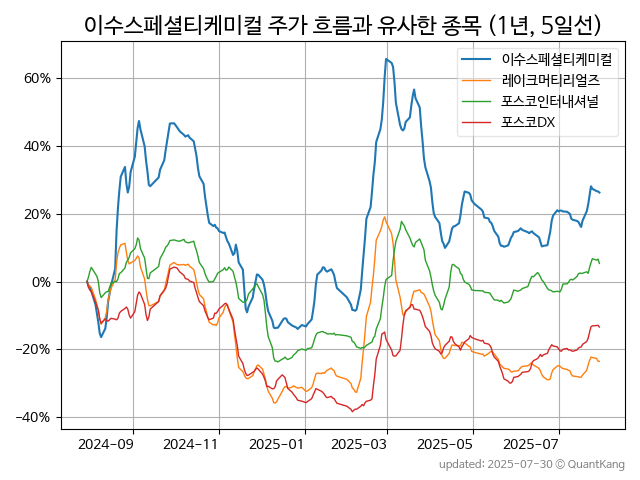 이수스페셜티케미컬 주가 흐름과 유사한 종목 (1년, 5일선)
이수스페셜티케미컬
레이크머티리얼즈
포스코인터내셔널
포스코DX
60%
40%
20%
0%
−20%
−40%
2024-09
2024-11
2025-01
2025-03
2025-05
2025-07
updated: 2025-07-30 © QuantKang